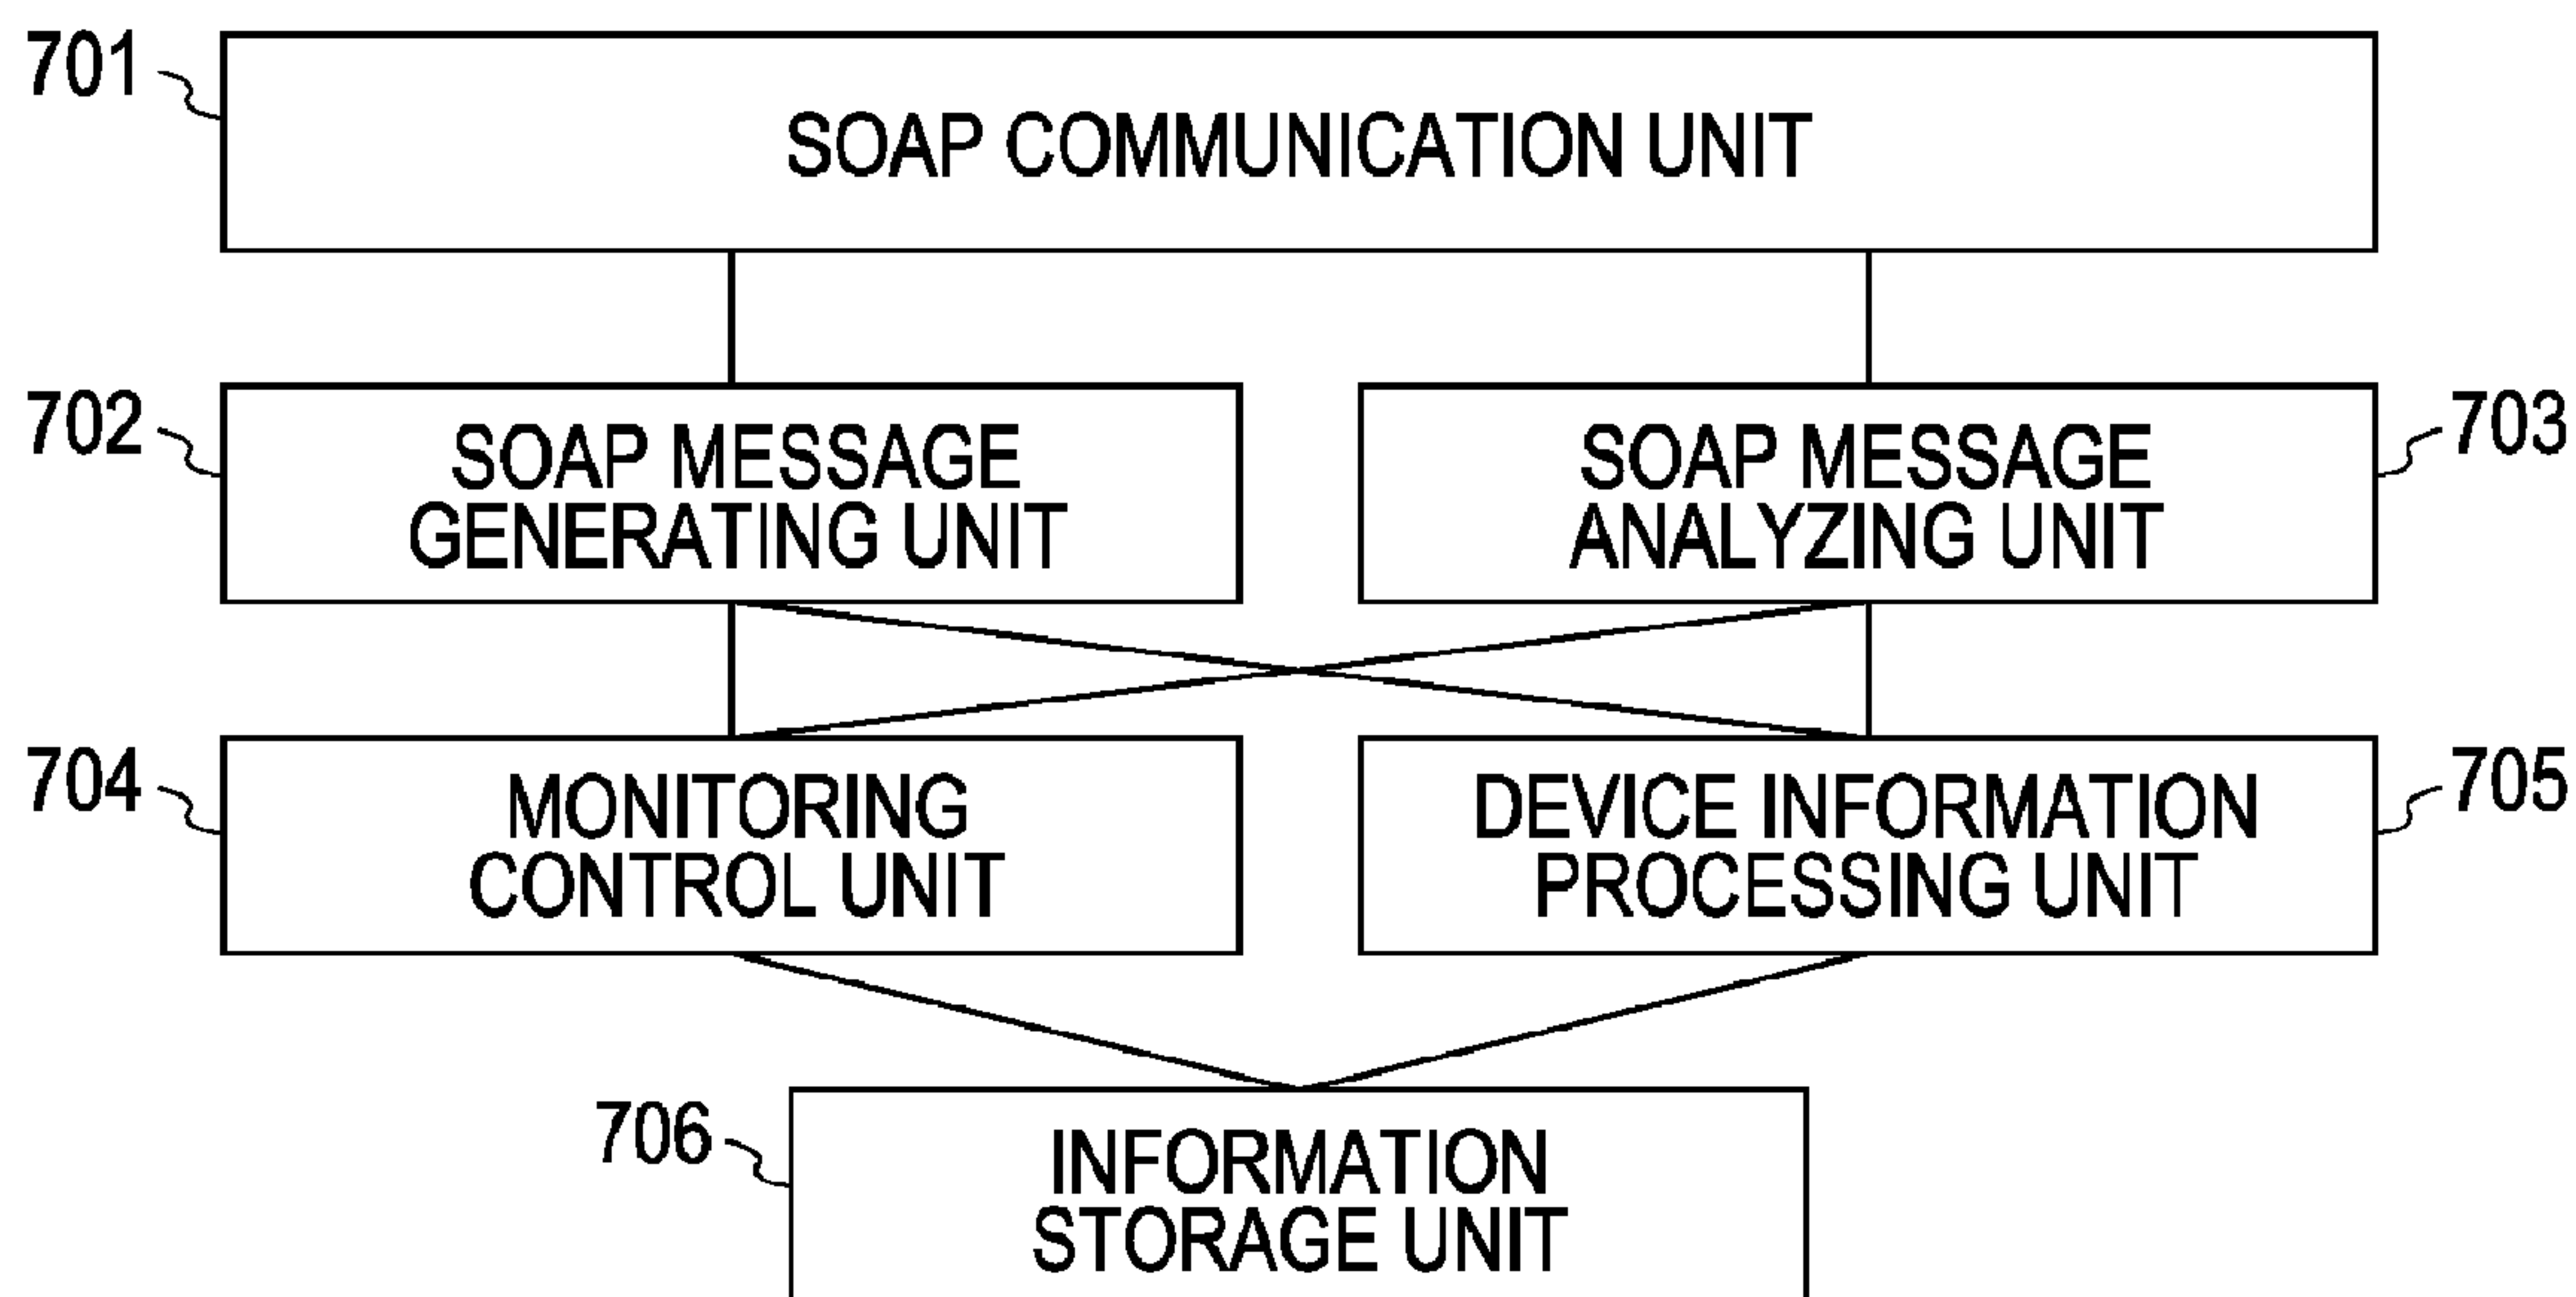 701
SOAP COMMUNICATION UNIT
702
SOAP MESSAGE
GENERATING UNIT
SOAP MESSAGE
ANALYZING UNIT
703
704
MONITORING
CONTROL UNIT
DEVICE INFORMATION
PROCESSING UNIT
705
706
INFORMATION
STORAGE UNIT